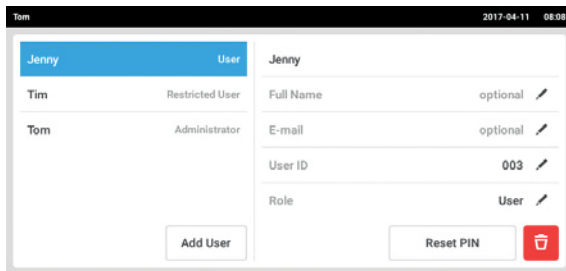 Tom 2017-04-11 08:08
Jenny User
Tim Restricted User
Tom Administrator
Add User
Jenny
Full Name optional
E-mail optional
User ID 003
Role User
Reset PIN